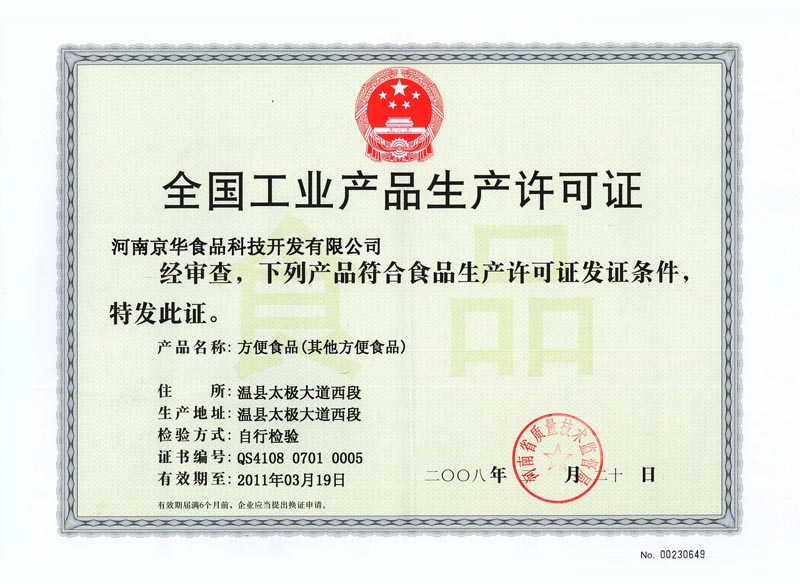 全国工业产品生产许可证
河南京华食品科技开发有限公司
经审查，下列产品符合食品生产许可证发证条件，
特发此证。
食品
产品名称：方便食品(其他方便食品)
住 所：温县太极大道西段
生产地址：温县太极大道西段
检验方式：自行检验
证书编号：QS4108 0701 0005
有效期至：2011年03月19日
河南省质量技术监督局
二〇〇八年 月二十日
有效期届满6个月前，企业应当提出换证申请。
No. 00230649